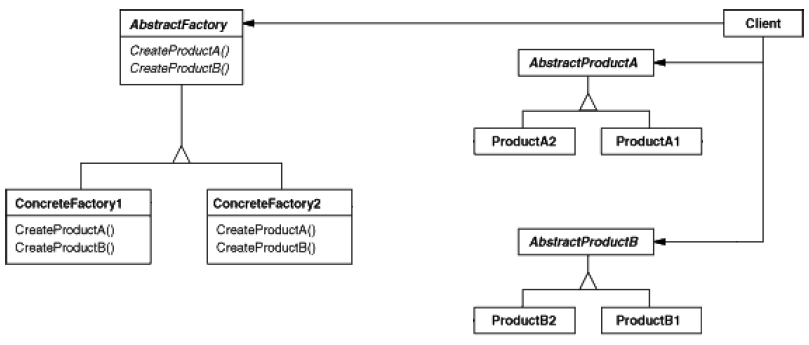 AbstractFactory
CreateProductA()
CreateProductB()
Client
AbstractProductA
ProductA2
ProductA1
ConcreteFactory1
CreateProductA()
CreateProductB()
ConcreteFactory2
CreateProductA()
CreateProductB()
AbstractProductB
ProductB2
ProductB1